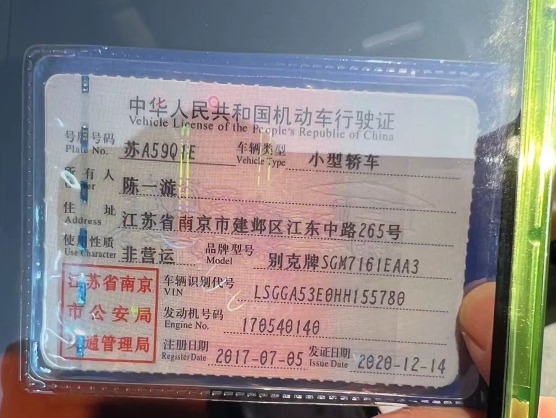 中华人民共和国机动车行驶证
Vehicle License of the People's Republic of China
号牌号码 Plate No. 苏A59Q1E 车辆类型 Vehicle Type 小型轿车
所有人 Owner 陈一游
住址 Address 江苏省南京市建邺区江东中路265号
使用性质 Use Character 非营运 品牌型号 Model 别克牌SGM7161EAA3
江苏省南京市公安局交通管理局
车辆识别代号 VIN LSGGA53E0HH155780
发动机号码 Engine No. 170540140
注册日期 Register Date 2017-07-05 发证日期 Issue Date 2020-12-14